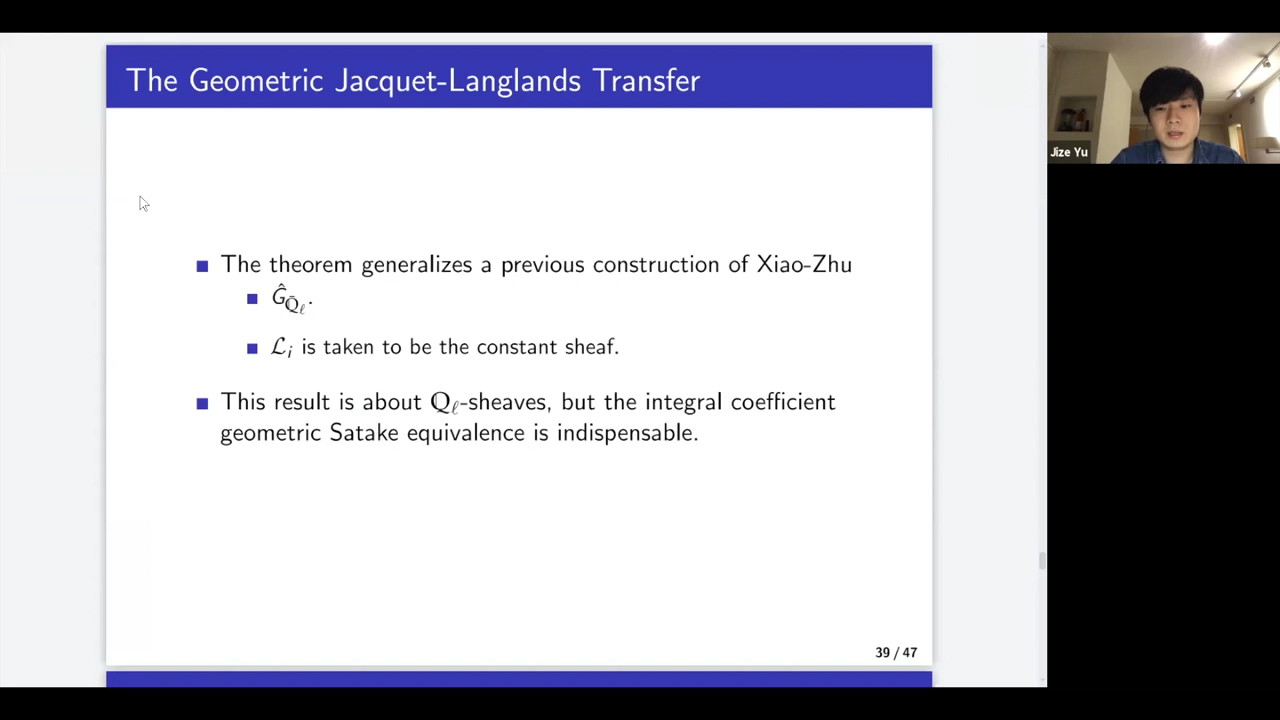 The Geometric Jacquet-Langlands Transfer
Jize Yu
The theorem generalizes a previous construction of Xiao-Zhu
Ĝ_{Q̄_ℓ}.
ℒ_i is taken to be the constant sheaf.
This result is about ℚ_ℓ-sheaves, but the integral coefficient
geometric Satake equivalence is indispensable.
39 / 47